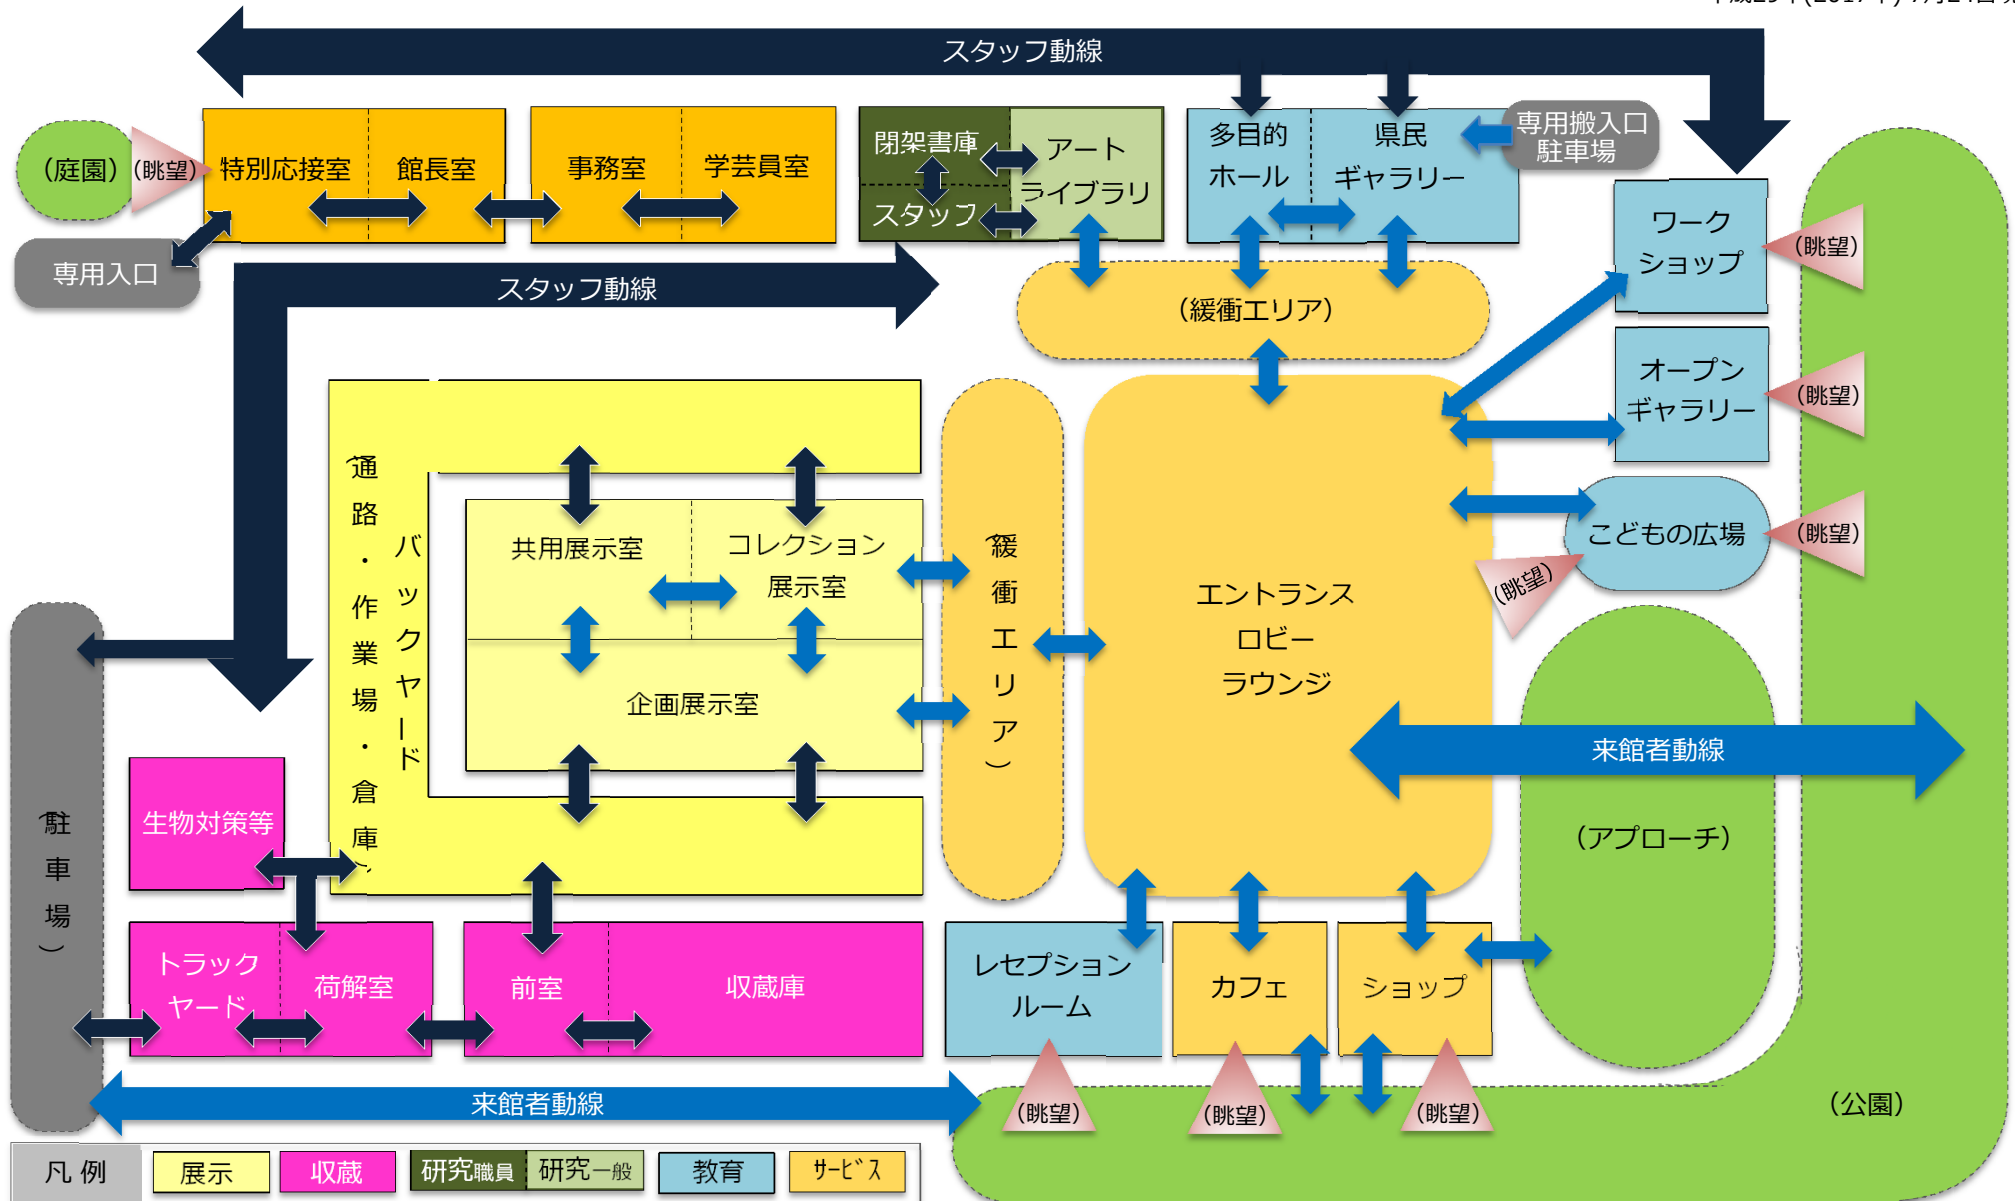 スタッフ動線
(庭園)
(眺望)
特別応接室
館長室
事務室
学芸員室
閉架書庫
スタッフ
アート
ライブラリ
多目的
ホール
県民
ギャラリー
専用搬入口
駐車場
専用入口
スタッフ動線
(緩衝エリア)
ワーク
ショップ
(眺望)
オープン
ギャラリー
(眺望)
こどもの広場
(眺望)
(眺望)
バックヤード
(通路・作業場・倉庫)
共用展示室
コレクション
展示室
企画展示室
(緩衝エリア)
エントランス
ロビー
ラウンジ
来館者動線
(アプローチ)
(駐車場)
生物対策等
トラック
ヤード
荷解室
前室
収蔵庫
レセプション
ルーム
カフェ
ショップ
来館者動線
(眺望)
(眺望)
(眺望)
(公園)
凡例
展示
収蔵
研究職員
研究一般
教育
サービス